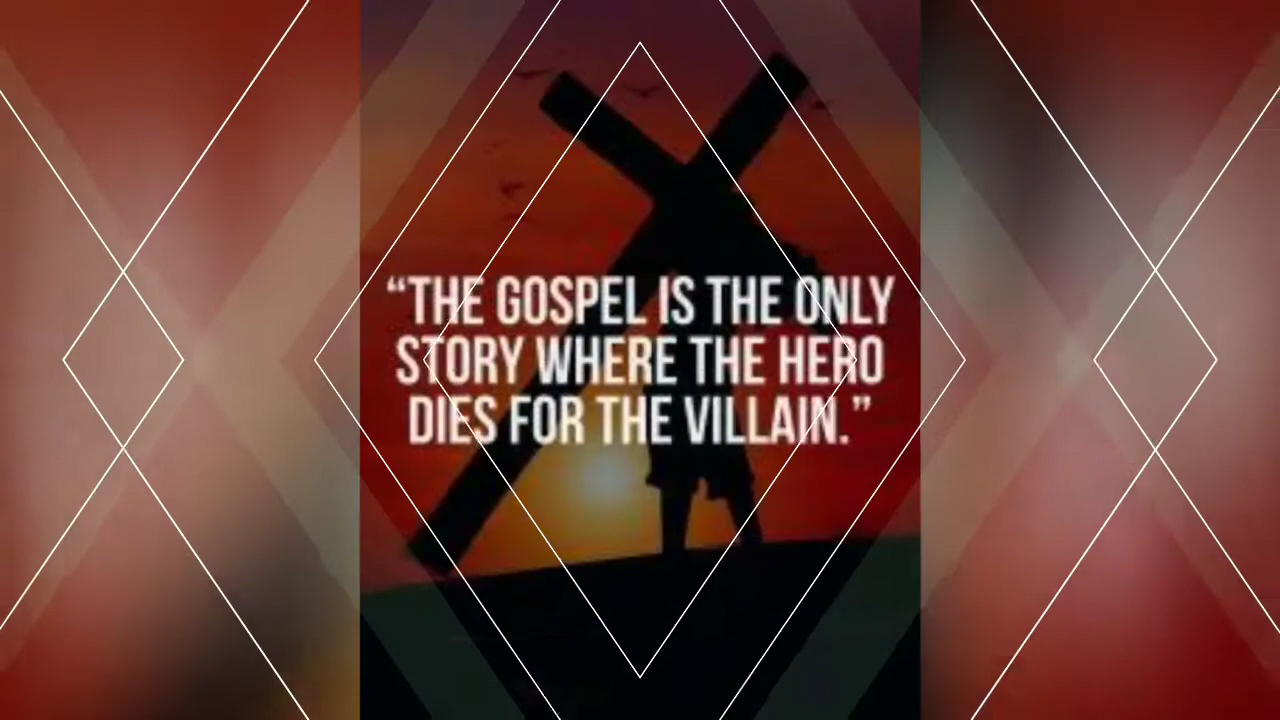 “THE GOSPEL IS THE ONLY
STORY WHERE THE HERO
DIES FOR THE VILLAIN.”